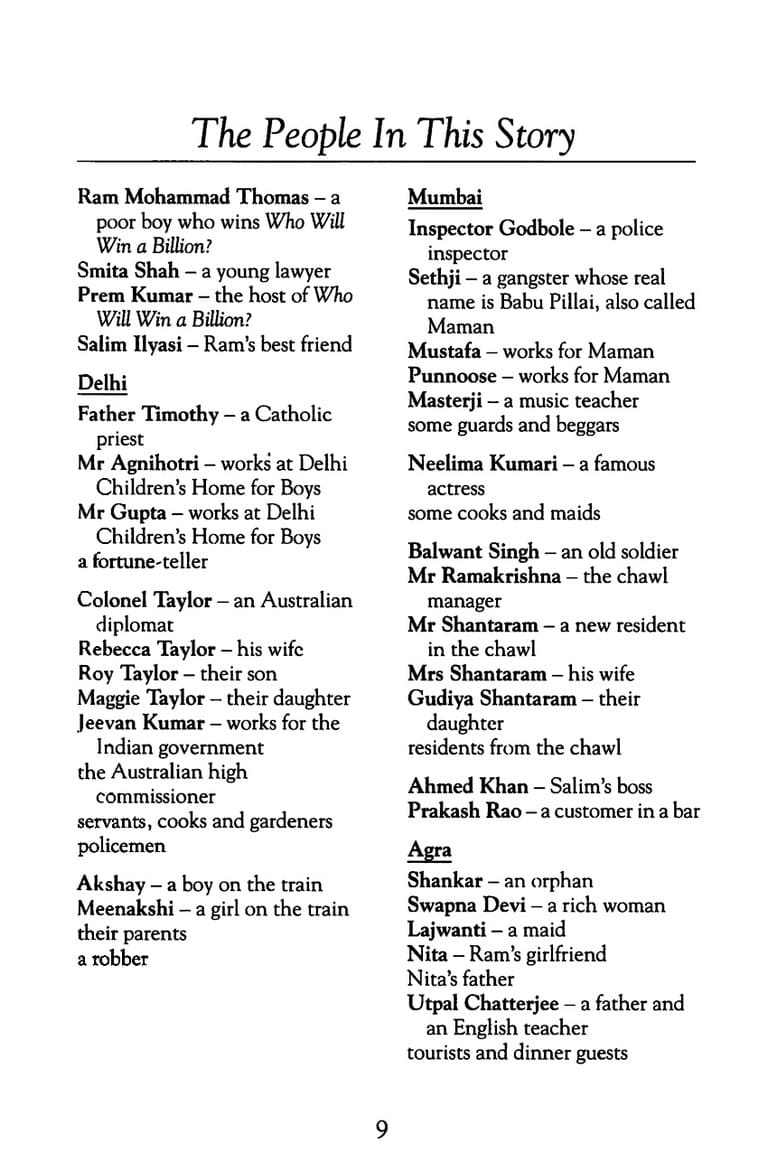 The People In This Story
Ram Mohammad Thomas – a
poor boy who wins Who Will
Win a Billion?
Smita Shah – a young lawyer
Prem Kumar – the host of Who
Will Win a Billion?
Salim Ilyasi – Ram's best friend
Delhi
Father Timothy – a Catholic
priest
Mr Agnihotri – works at Delhi
Children's Home for Boys
Mr Gupta – works at Delhi
Children's Home for Boys
a fortune-teller
Colonel Taylor – an Australian
diplomat
Rebecca Taylor – his wife
Roy Taylor – their son
Maggie Taylor – their daughter
Jeevan Kumar – works for the
Indian government
the Australian high
commissioner
servants, cooks and gardeners
policemen
Akshay – a boy on the train
Meenakshi – a girl on the train
their parents
a robber
Mumbai
Inspector Godbole – a police
inspector
Sethji – a gangster whose real
name is Babu Pillai, also called
Maman
Mustafa – works for Maman
Punnoose – works for Maman
Masterji – a music teacher
some guards and beggars
Neelima Kumari – a famous
actress
some cooks and maids
Balwant Singh – an old soldier
Mr Ramakrishna – the chawl
manager
Mr Shantaram – a new resident
in the chawl
Mrs Shantaram – his wife
Gudiya Shantaram – their
daughter
residents from the chawl
Ahmed Khan – Salim's boss
Prakash Rao – a customer in a bar
Agra
Shankar – an orphan
Swapna Devi – a rich woman
Lajwanti – a maid
Nita – Ram's girlfriend
Nita's father
Utpal Chatterjee – a father and
an English teacher
tourists and dinner guests
9